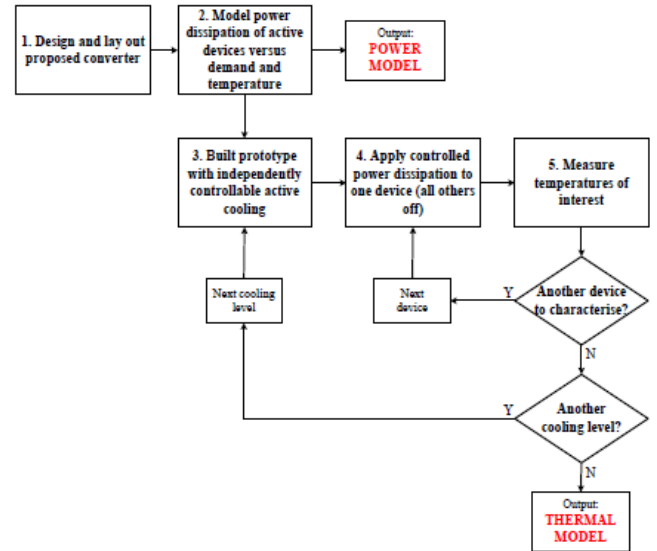 1. Design and lay out
proposed converter
2. Model power
dissipation of active
devices versus
demand and
temperature
Output:
POWER
MODEL
3. Built prototype
with independently
controllable active
cooling
4. Apply controlled
power dissipation to
one device (all others
off)
5. Measure
temperatures of
interest
Next cooling
level
Next
device
Y
Another device
to characterise?
N
Y
Another
cooling level?
N
Output:
THERMAL
MODEL